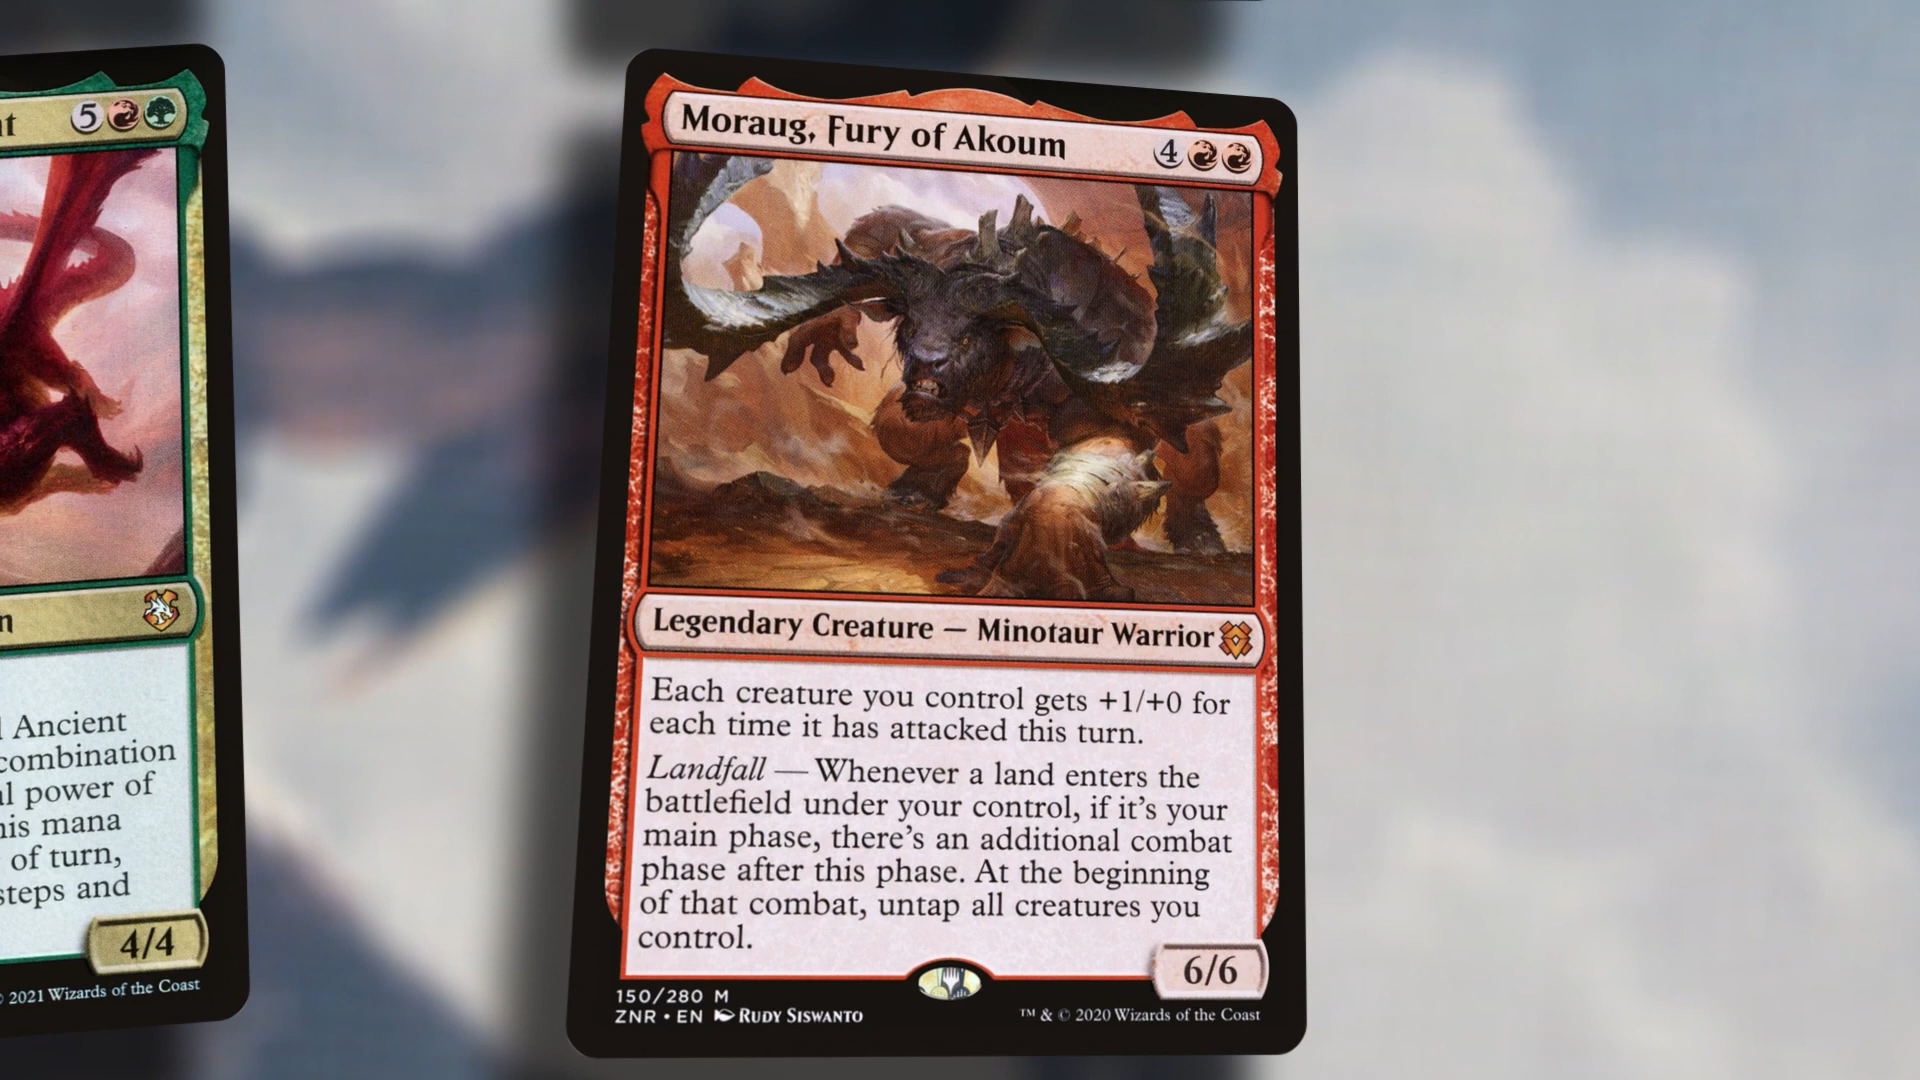 5
n
Ancient
combination
power of
mana
of turn,
steps and
4/4
© 2021 Wizards of the Coast
Moraug, Fury of Akoum
4
Legendary Creature — Minotaur Warrior
Each creature you control gets +1/+0 for
each time it has attacked this turn.
Landfall — Whenever a land enters the
battlefield under your control, if it's your
main phase, there's an additional combat
phase after this phase. At the beginning
of that combat, untap all creatures you
control.
6/6
150/280 M
ZNR • EN RUDY SISWANTO
™ & © 2020 Wizards of the Coast